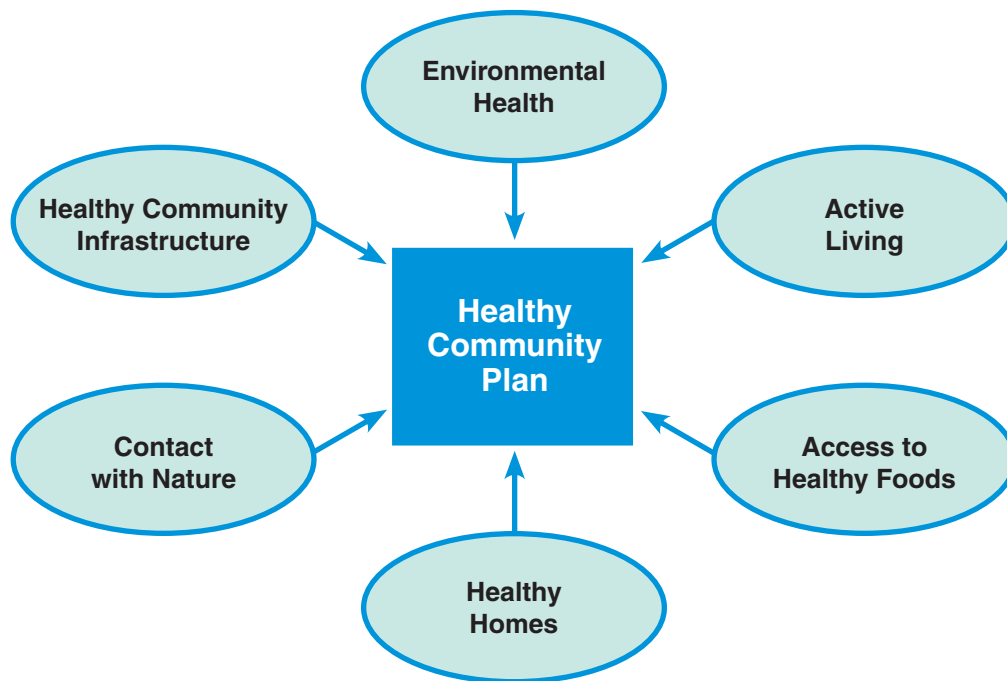 Environmental
Health
Healthy Community
Infrastructure
Active
Living
Healthy
Community
Plan
Contact
with Nature
Access to
Healthy Foods
Healthy
Homes